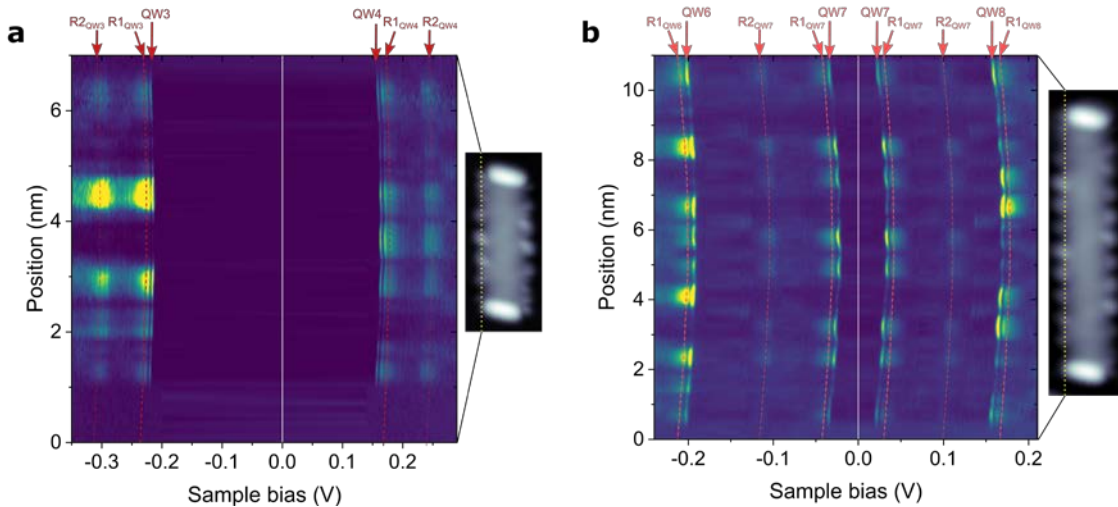 a
R2QW3 R1QW3 QW3 QW4 R1QW4 R2QW4
Position (nm)
6
4
2
0
-0.3 -0.2 -0.1 0.0 0.1 0.2
Sample bias (V)
b
R1QW6 QW6 R2QW7 R1QW7 QW7 QW7 R1QW7 R2QW7 QW8 R1QW8
Position (nm)
10
8
6
4
2
0
-0.2 -0.1 0.0 0.1 0.2
Sample bias (V)